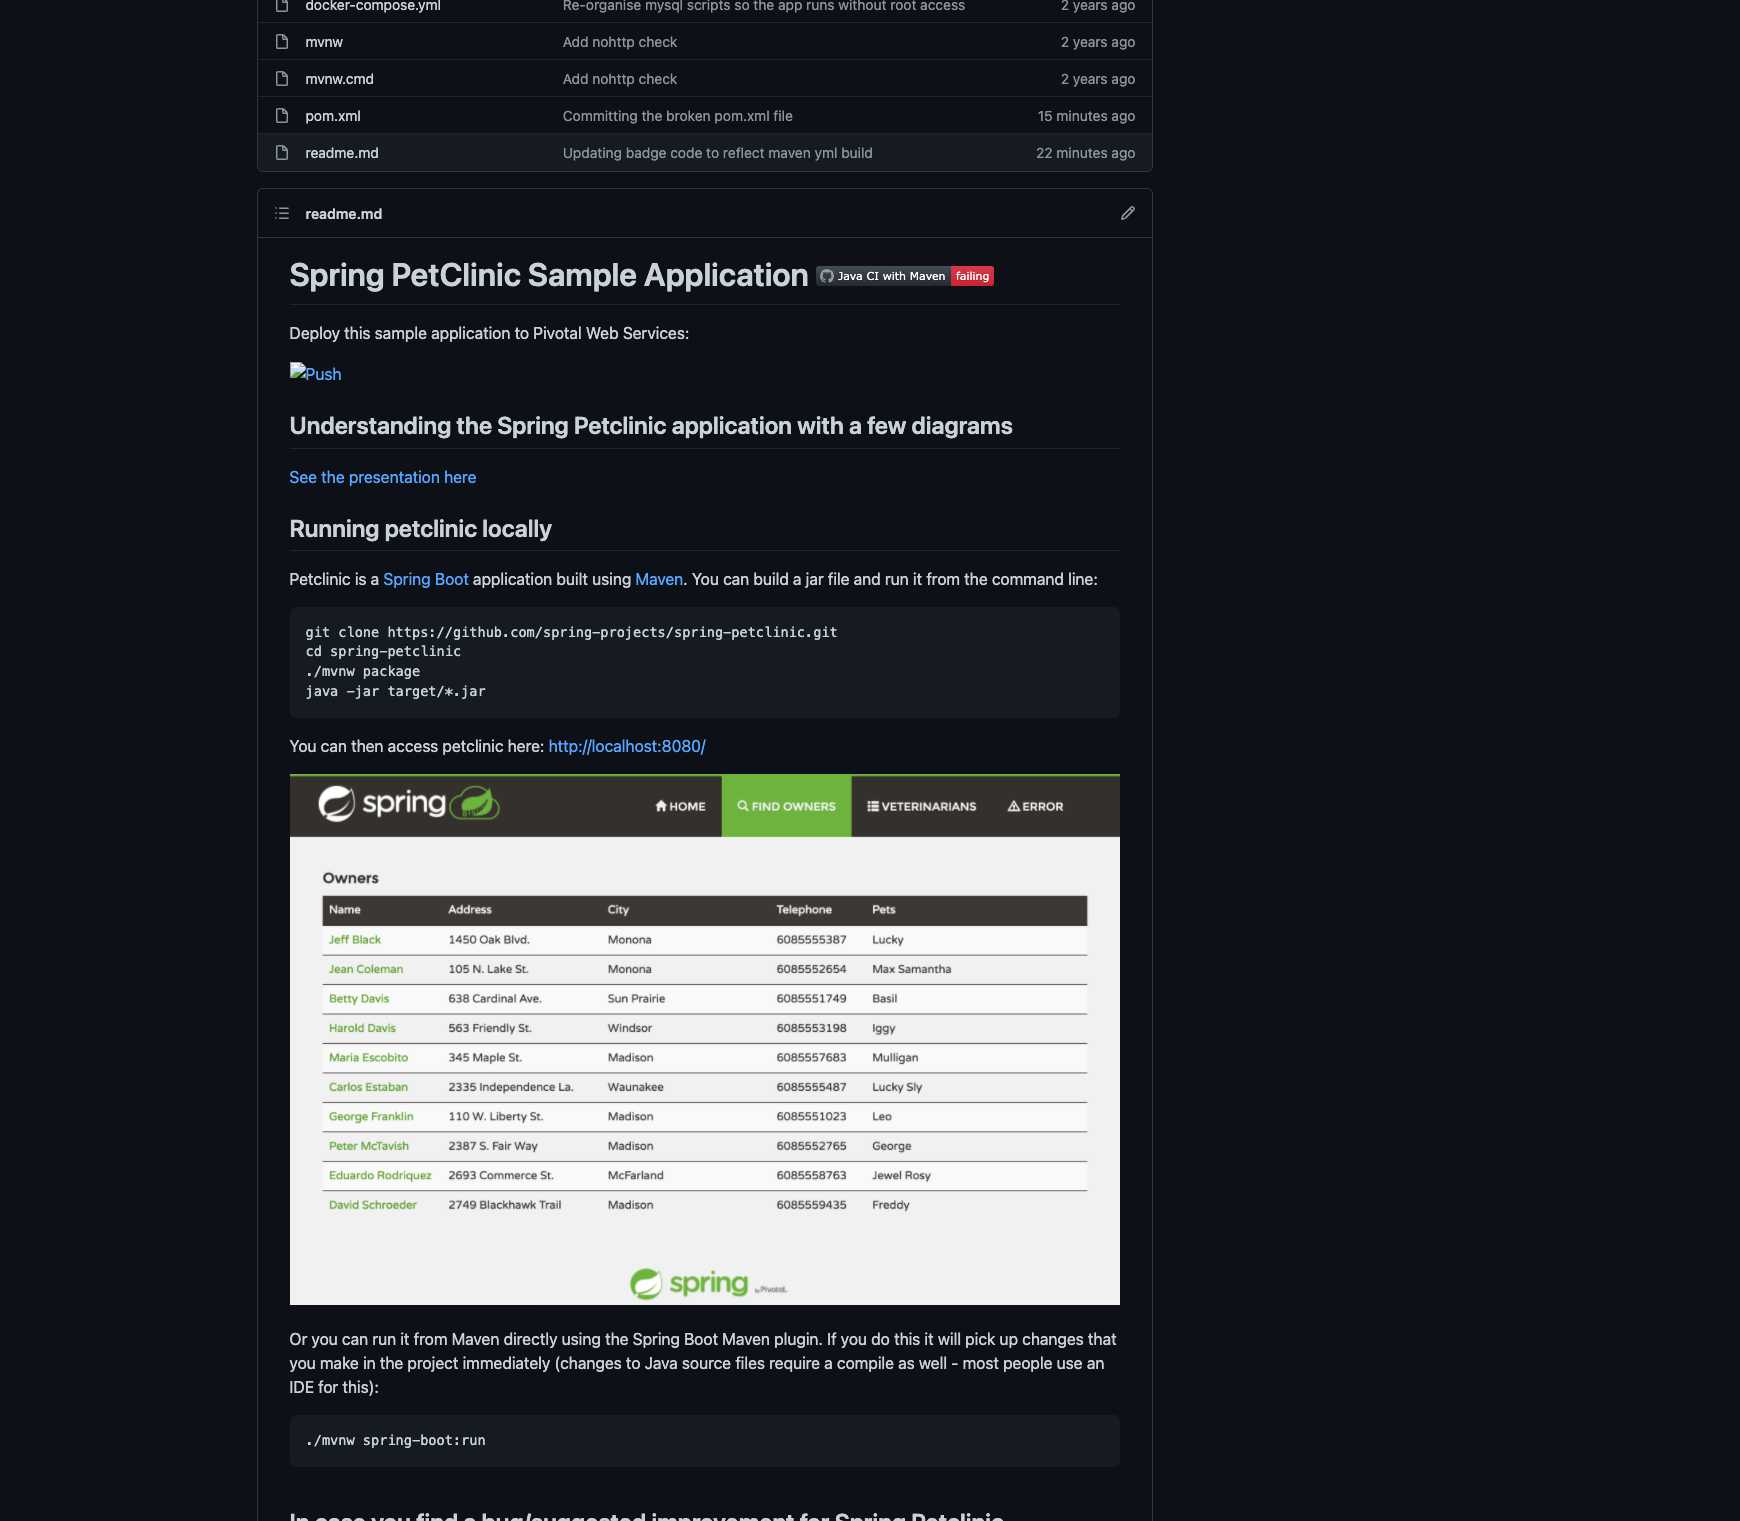 docker-compose.yml Re-organise mysql scripts so the app runs without root access 2 years ago
mvnw Add nohttp check 2 years ago
mvnw.cmd Add nohttp check 2 years ago
pom.xml Committing the broken pom.xml file 15 minutes ago
readme.md Updating badge code to reflect maven yml build 22 minutes ago
readme.md
Spring PetClinic Sample Application Java CI with Maven failing
Deploy this sample application to Pivotal Web Services:
Push
Understanding the Spring Petclinic application with a few diagrams
See the presentation here
Running petclinic locally
Petclinic is a Spring Boot application built using Maven. You can build a jar file and run it from the command line:
git clone https://github.com/spring-projects/spring-petclinic.git
cd spring-petclinic
./mvnw package
java -jar target/*.jar
You can then access petclinic here: http://localhost:8080/
spring HOME FIND OWNERS VETERINARIANS ERROR
Owners
Name Address City Telephone Pets
Jeff Black 1450 Oak Blvd. Monona 6085555387 Lucky
Jean Coleman 105 N. Lake St. Monona 6085552654 Max Samantha
Betty Davis 638 Cardinal Ave. Sun Prairie 6085551749 Basil
Harold Davis 563 Friendly St. Windsor 6085553198 Iggy
Maria Escobito 345 Maple St. Madison 6085557683 Mulligan
Carlos Estaban 2335 Independence La. Waunakee 6085555487 Lucky Sly
George Franklin 110 W. Liberty St. Madison 6085551023 Leo
Peter McTavish 2387 S. Fair Way Madison 6085552765 George
Eduardo Rodriquez 2693 Commerce St. McFarland 6085558763 Jewel Rosy
David Schroeder 2749 Blackhawk Trail Madison 6085559435 Freddy
spring by Pivotal.
Or you can run it from Maven directly using the Spring Boot Maven plugin. If you do this it will pick up changes that
you make in the project immediately (changes to Java source files require a compile as well - most people use an
IDE for this):
./mvnw spring-boot:run
In case you find a bug/suggested improvement for Spring Petclinic